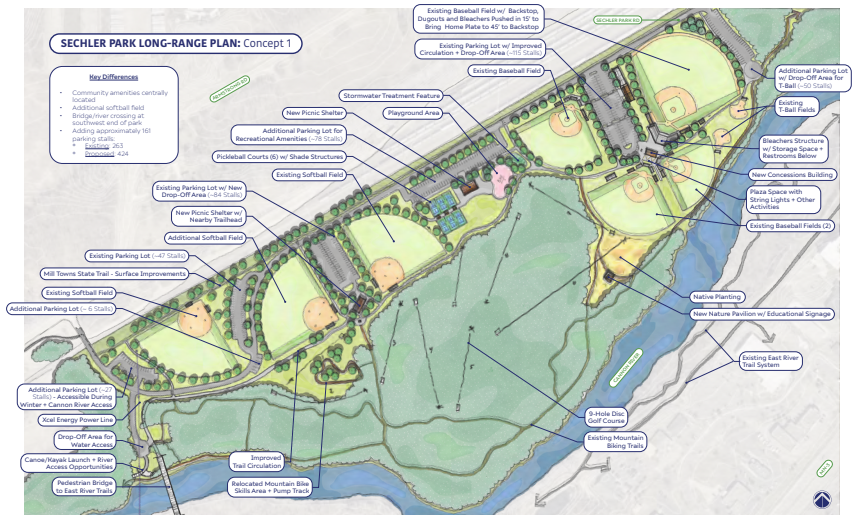 SECHLER PARK LONG-RANGE PLAN: Concept 1
Key Differences
- Community amenities centrally
located
- Additional softball field
- Bridge/river crossing at
southwest end of park
- Adding approximately 161
parking stalls:
* Existing: 263
* Proposed: 424
ARMSTRONG RD
SECHLER PARK RD
Existing Baseball Field w/ Backstop,
Dugouts and Bleachers Pushed in 15' to
Bring Home Plate to 45' to Backstop
Existing Parking Lot w/ Improved
Circulation + Drop-Off Area (~115 Stalls)
Existing Baseball Field
Stormwater Treatment Feature
New Picnic Shelter
Playground Area
Additional Parking Lot for
Recreational Amenities (~78 Stalls)
Pickleball Courts (6) w/ Shade Structures
Existing Softball Field
Existing Parking Lot w/ New
Drop-Off Area (~84 Stalls)
New Picnic Shelter w/
Nearby Trailhead
Additional Softball Field
Existing Parking Lot (~47 Stalls)
Mill Towns State Trail - Surface Improvements
Existing Softball Field
Additional Parking Lot (~ 6 Stalls)
Additional Parking Lot
w/ Drop-Off Area for
T-Ball (~50 Stalls)
Existing
T-Ball Fields
Bleachers Structure
w/ Storage Space +
Restrooms Below
New Concessions Building
Plaza Space with
String Lights + Other
Activities
Existing Baseball Fields (2)
Native Planting
New Nature Pavilion w/ Educational Signage
Existing East River
Trail System
CANNON RIVER
9-Hole Disc
Golf Course
Existing Mountain
Biking Trails
Additional Parking Lot (~27
Stalls) - Accessible During
Winter + Cannon River Access
Xcel Energy Power Line
Drop-Off Area for
Water Access
Canoe/Kayak Launch + River
Access Opportunities
Pedestrian Bridge
to East River Trails
Improved
Trail Circulation
Relocated Mountain Bike
Skills Area + Pump Track